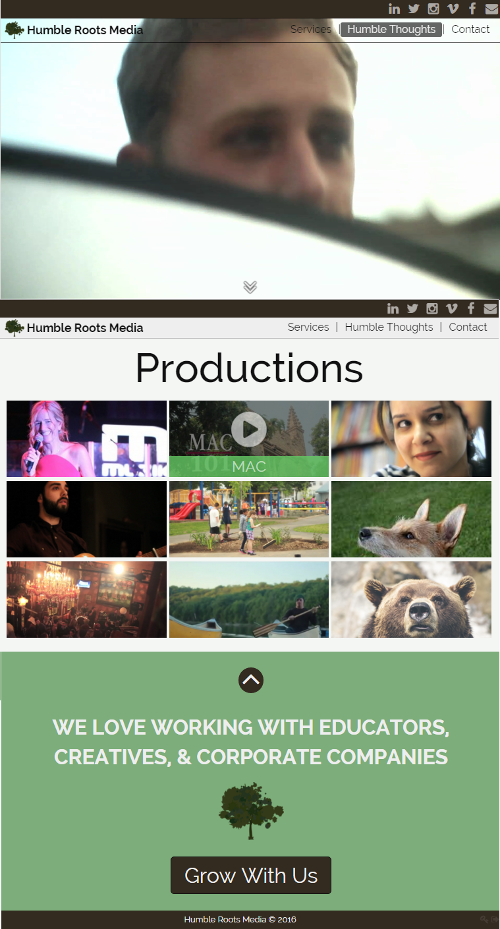 Humble Roots Media
Services | Humble Thoughts | Contact
Humble Roots Media
Services | Humble Thoughts | Contact
Productions
MAC
101
MAC
WE LOVE WORKING WITH EDUCATORS,
CREATIVES, & CORPORATE COMPANIES
Grow With Us
Humble Roots Media © 2016